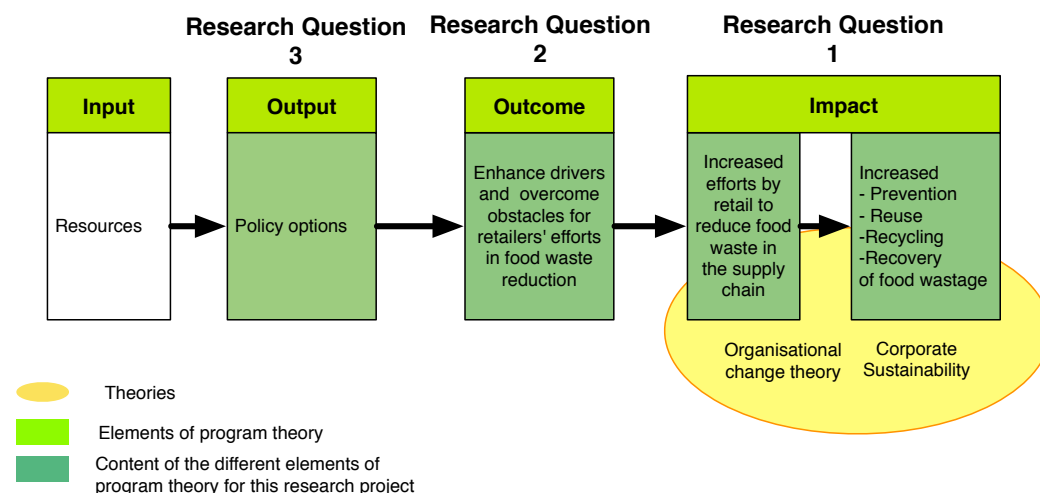 Research Question
3
Research Question
2
Research Question
1
Input
Output
Outcome
Impact
Resources
Policy options
Enhance drivers
and overcome
obstacles for
retailers' efforts
in food waste
reduction
Increased
efforts by
retail to
reduce food
waste in
the supply
chain
Increased
- Prevention
- Reuse
-Recycling
-Recovery
of food wastage
Organisational
change theory
Corporate
Sustainability
Theories
Elements of program theory
Content of the different elements of
program theory for this research project